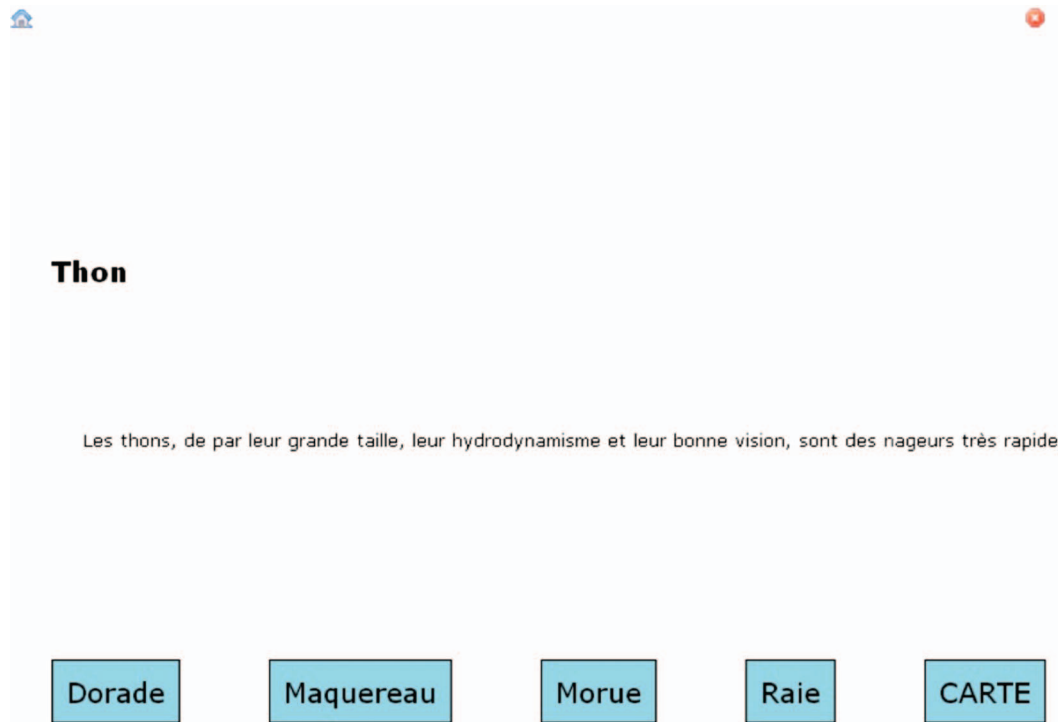 Thon
Les thons, de par leur grande taille, leur hydrodynamisme et leur bonne vision, sont des nageurs très rapide
Dorade
Maquereau
Morue
Raie
CARTE